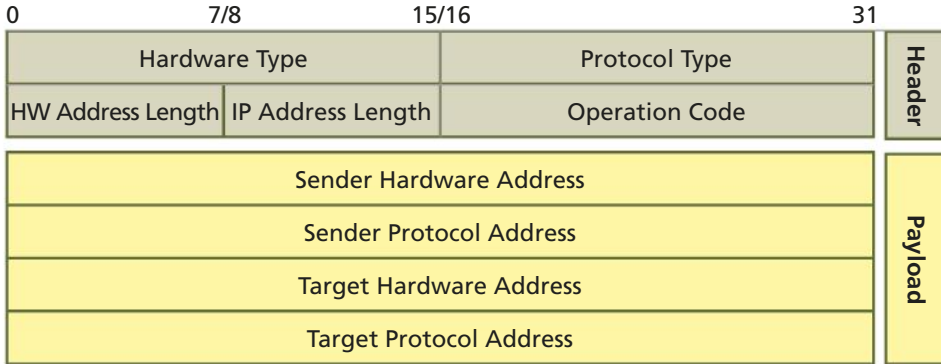 0 7/8 15/16 31
Hardware Type Protocol Type
HW Address Length IP Address Length Operation Code
Header
Sender Hardware Address
Sender Protocol Address
Target Hardware Address
Target Protocol Address
Payload